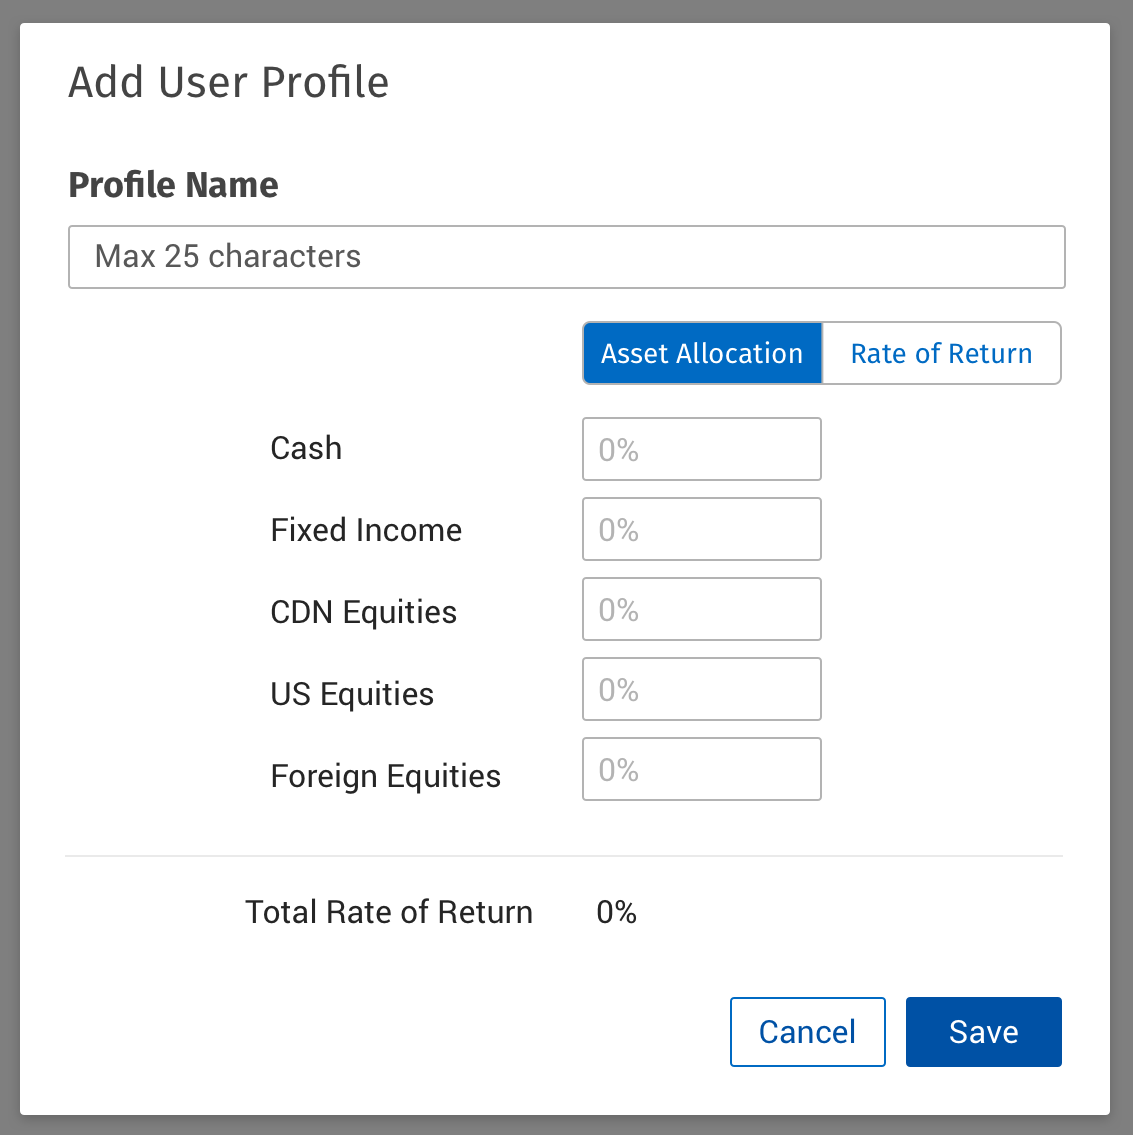 Add User Profile
Profile Name
Max 25 characters
Asset Allocation Rate of Return
Cash 0%
Fixed Income 0%
CDN Equities 0%
US Equities 0%
Foreign Equities 0%
Total Rate of Return 0%
Cancel Save